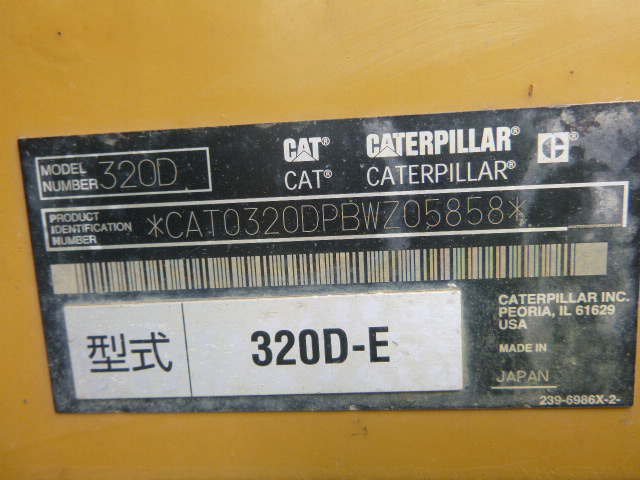 CAT® CATERPILLAR® C®
MODEL NUMBER 320D CAT® CATERPILLAR®
PRODUCT IDENTIFICATION NUMBER *CAT0320DPBWZ05858*
CATERPILLAR INC.
PEORIA, IL 61629
USA
型式 320D-E
MADE IN
JAPAN
239-6986X-2-